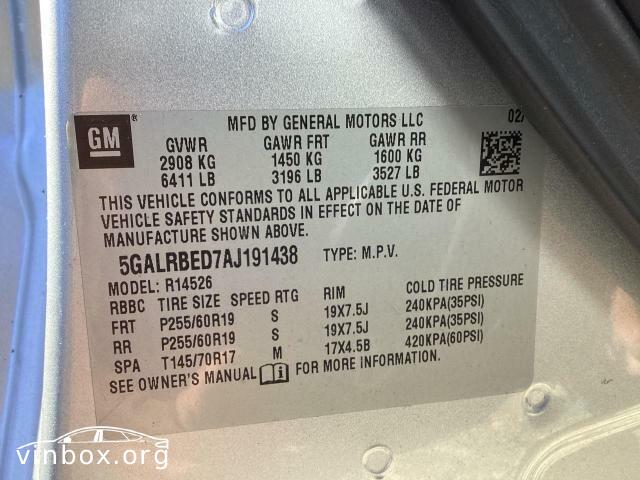 GM ®
MFD BY GENERAL MOTORS LLC 02/
GVWR GAWR FRT GAWR RR
2908 KG 1450 KG 1600 KG
6411 LB 3196 LB 3527 LB
THIS VEHICLE CONFORMS TO ALL APPLICABLE U.S. FEDERAL MOTOR
VEHICLE SAFETY STANDARDS IN EFFECT ON THE DATE OF
MANUFACTURE SHOWN ABOVE.
5GALRBED7AJ191438 TYPE: M.P.V.
MODEL: R14526
RBBC TIRE SIZE SPEED RTG RIM COLD TIRE PRESSURE
FRT P255/60R19 S 19X7.5J 240KPA(35PSI)
RR P255/60R19 S 19X7.5J 240KPA(35PSI)
SPA T145/70R17 M 17X4.5B 420KPA(60PSI)
SEE OWNER'S MANUAL FOR MORE INFORMATION.
vinbox.org